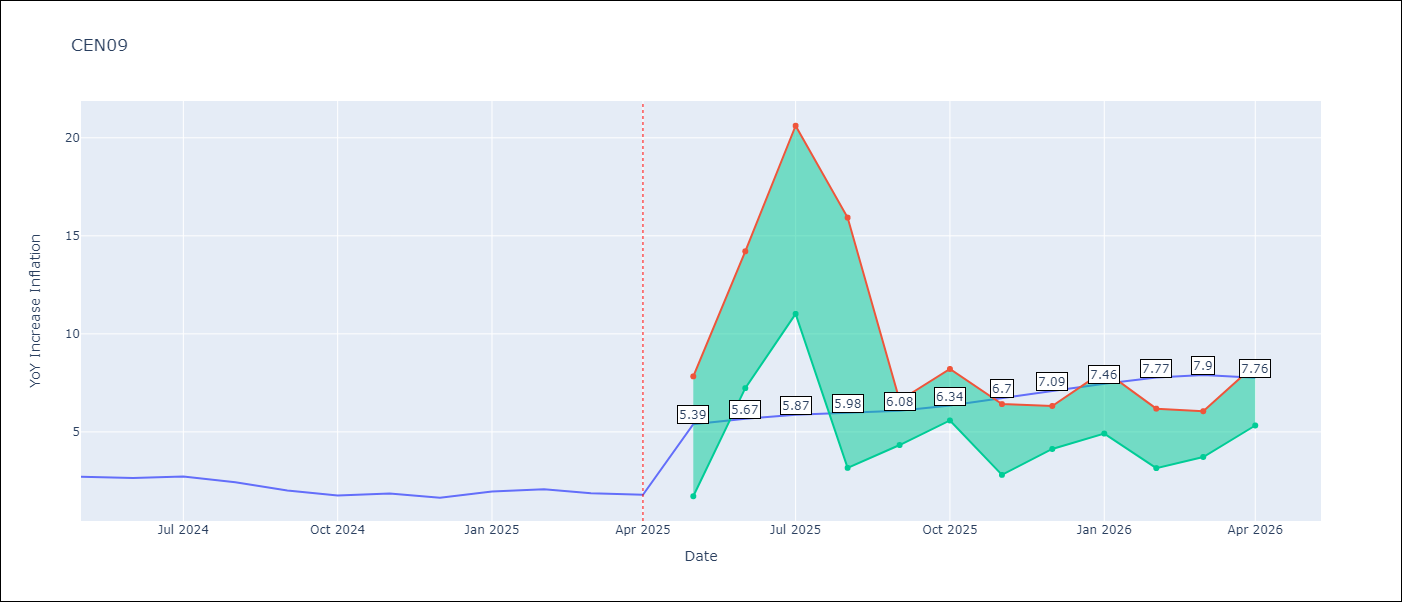 CEN09
YoY Increase Inflation
20
15
10
5
5.39
5.67
5.87
5.98
6.08
6.34
6.7
7.09
7.46
7.77
7.9
7.76
Jul 2024
Oct 2024
Jan 2025
Apr 2025
Jul 2025
Oct 2025
Jan 2026
Apr 2026
Date